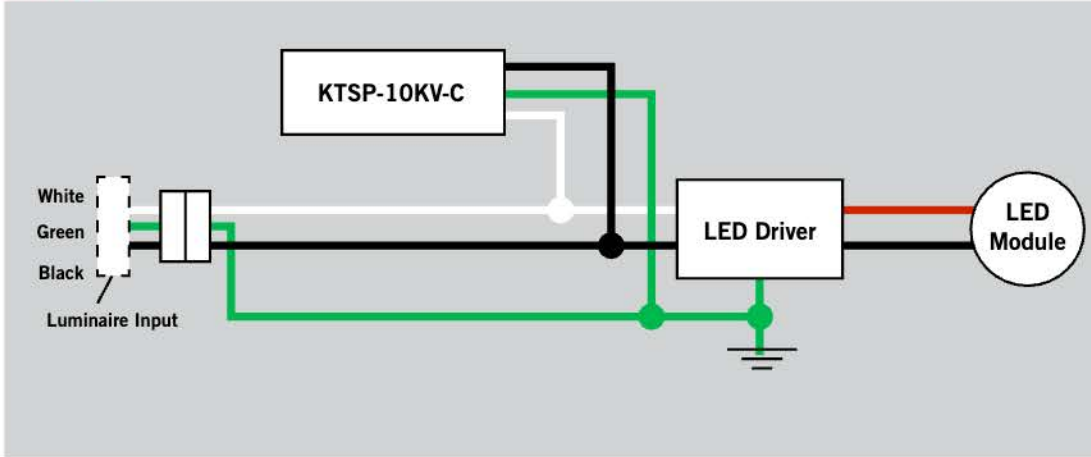 KTSP-10KV-C
White
Green
Black
Luminaire Input
LED Driver
LED
Module